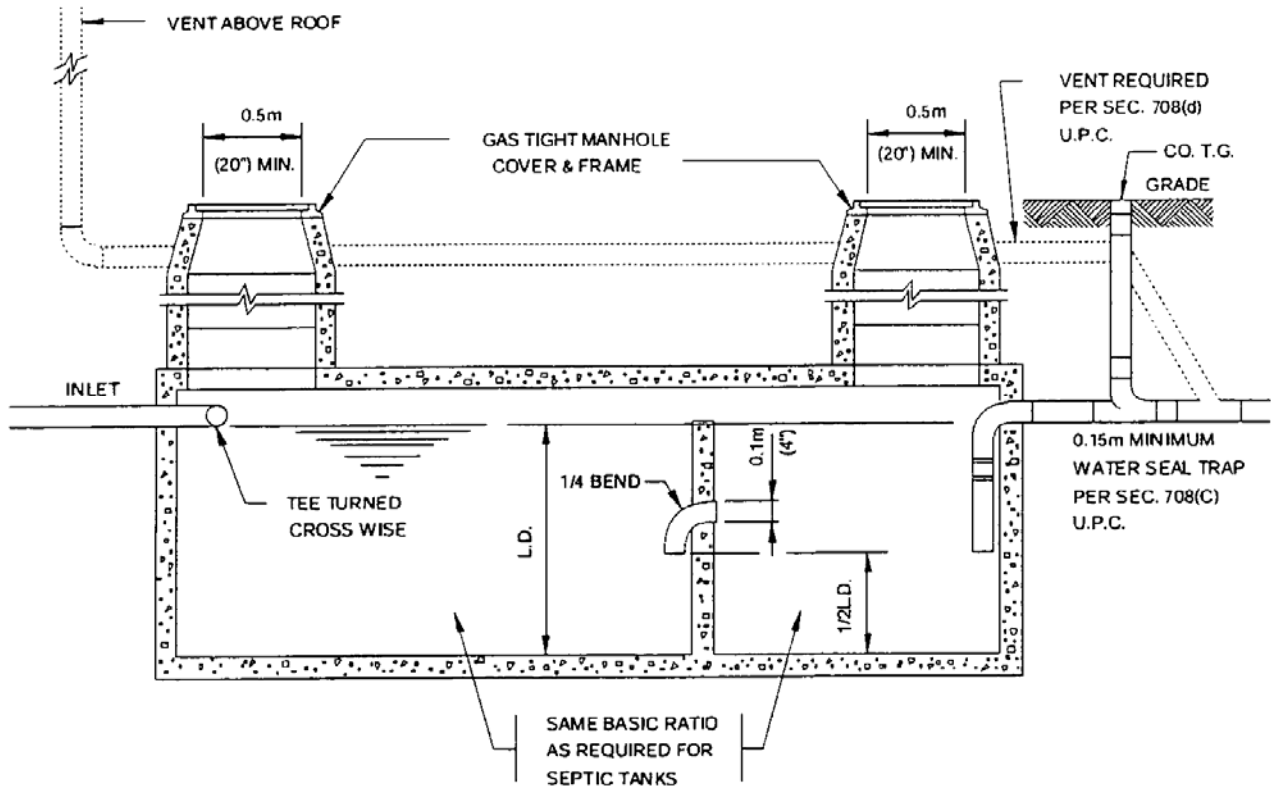 VENT ABOVE ROOF
0.5m
(20") MIN.
GAS TIGHT MANHOLE
COVER & FRAME
0.5m
(20") MIN.
VENT REQUIRED
PER SEC. 708(d)
U.P.C.
CO. T.G.
GRADE
INLET
TEE TURNED
CROSS WISE
L.D.
1/4 BEND
0.1m
(4")
1/2L.D.
0.15m MINIMUM
WATER SEAL TRAP
PER SEC. 708(C)
U.P.C.
SAME BASIC RATIO
AS REQUIRED FOR
SEPTIC TANKS